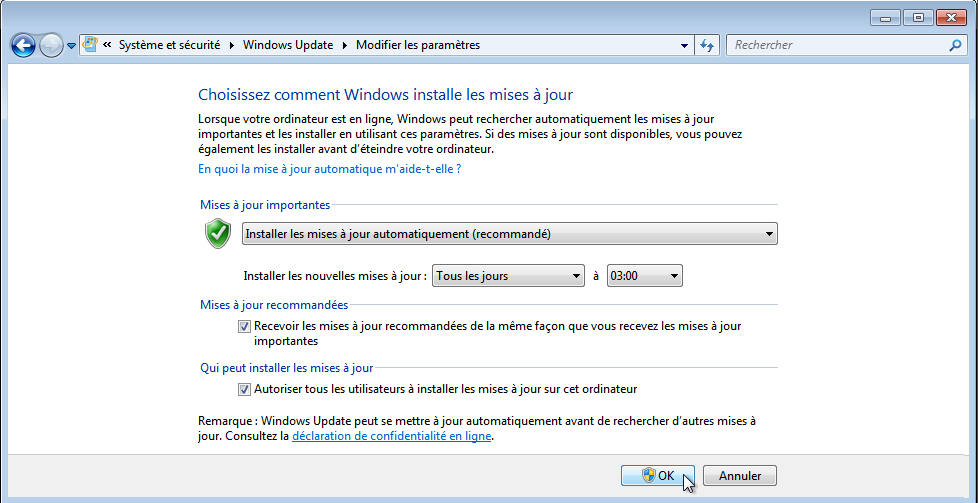 « Système et sécurité Windows Update Modifier les paramètres Rechercher
Choisissez comment Windows installe les mises à jour
Lorsque votre ordinateur est en ligne, Windows peut rechercher automatiquement les mises à jour
importantes et les installer en utilisant ces paramètres. Si des mises à jour sont disponibles, vous pouvez
également les installer avant d'éteindre votre ordinateur.
En quoi la mise à jour automatique m'aide-t-elle ?
Mises à jour importantes
Installer les mises à jour automatiquement (recommandé)
Installer les nouvelles mises à jour : Tous les jours à 03:00
Mises à jour recommandées
Recevoir les mises à jour recommandées de la même façon que vous recevez les mises à jour
importantes
Qui peut installer les mises à jour
Autoriser tous les utilisateurs à installer les mises à jour sur cet ordinateur
Remarque : Windows Update peut se mettre à jour automatiquement avant de rechercher d'autres mises à
jour. Consultez la déclaration de confidentialité en ligne.
OK Annuler